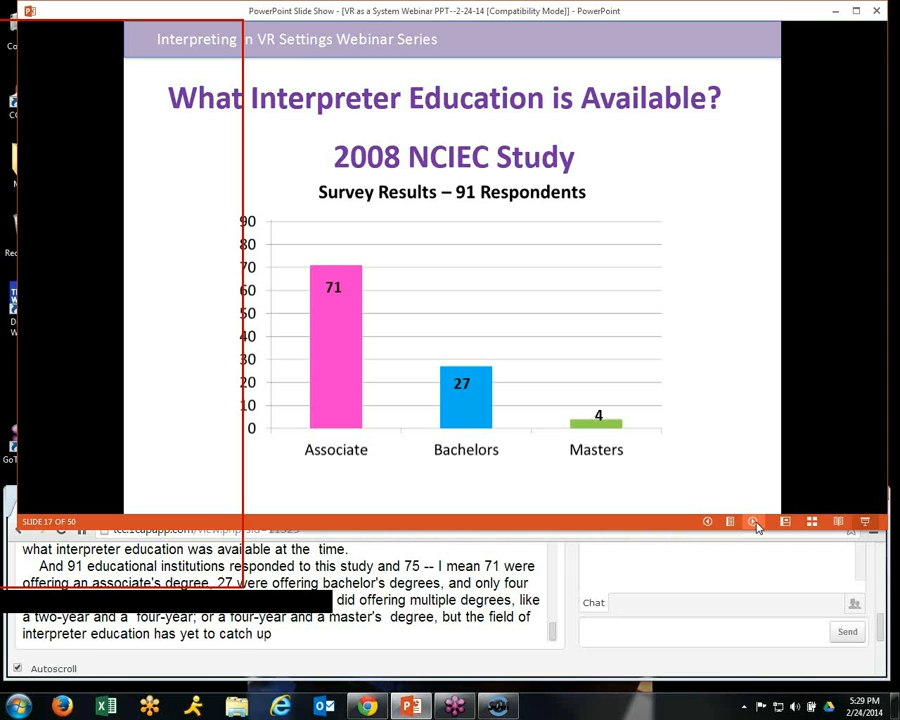 PowerPoint Slide Show - [VR as a System Webinar PPT--2-24-14 [Compatibility Mode]] - PowerPoint
Interpreting in VR Settings Webinar Series
What Interpreter Education is Available?
2008 NCIEC Study
Survey Results – 91 Respondents
90
80
70
60
50
40
30
20
10
0
71
27
4
Associate
Bachelors
Masters
SLIDE 17 OF 50
what interpreter education was available at the time.
And 91 educational institutions responded to this study and 75 -- I mean 71 were
offering an associate's degree, 27 were offering bachelor's degrees, and only four
did offering multiple degrees, like
a two-year and a four-year; or a four-year and a master's degree, but the field of
interpreter education has yet to catch up
Autoscroll
Chat
Send
5:29 PM
2/24/2014